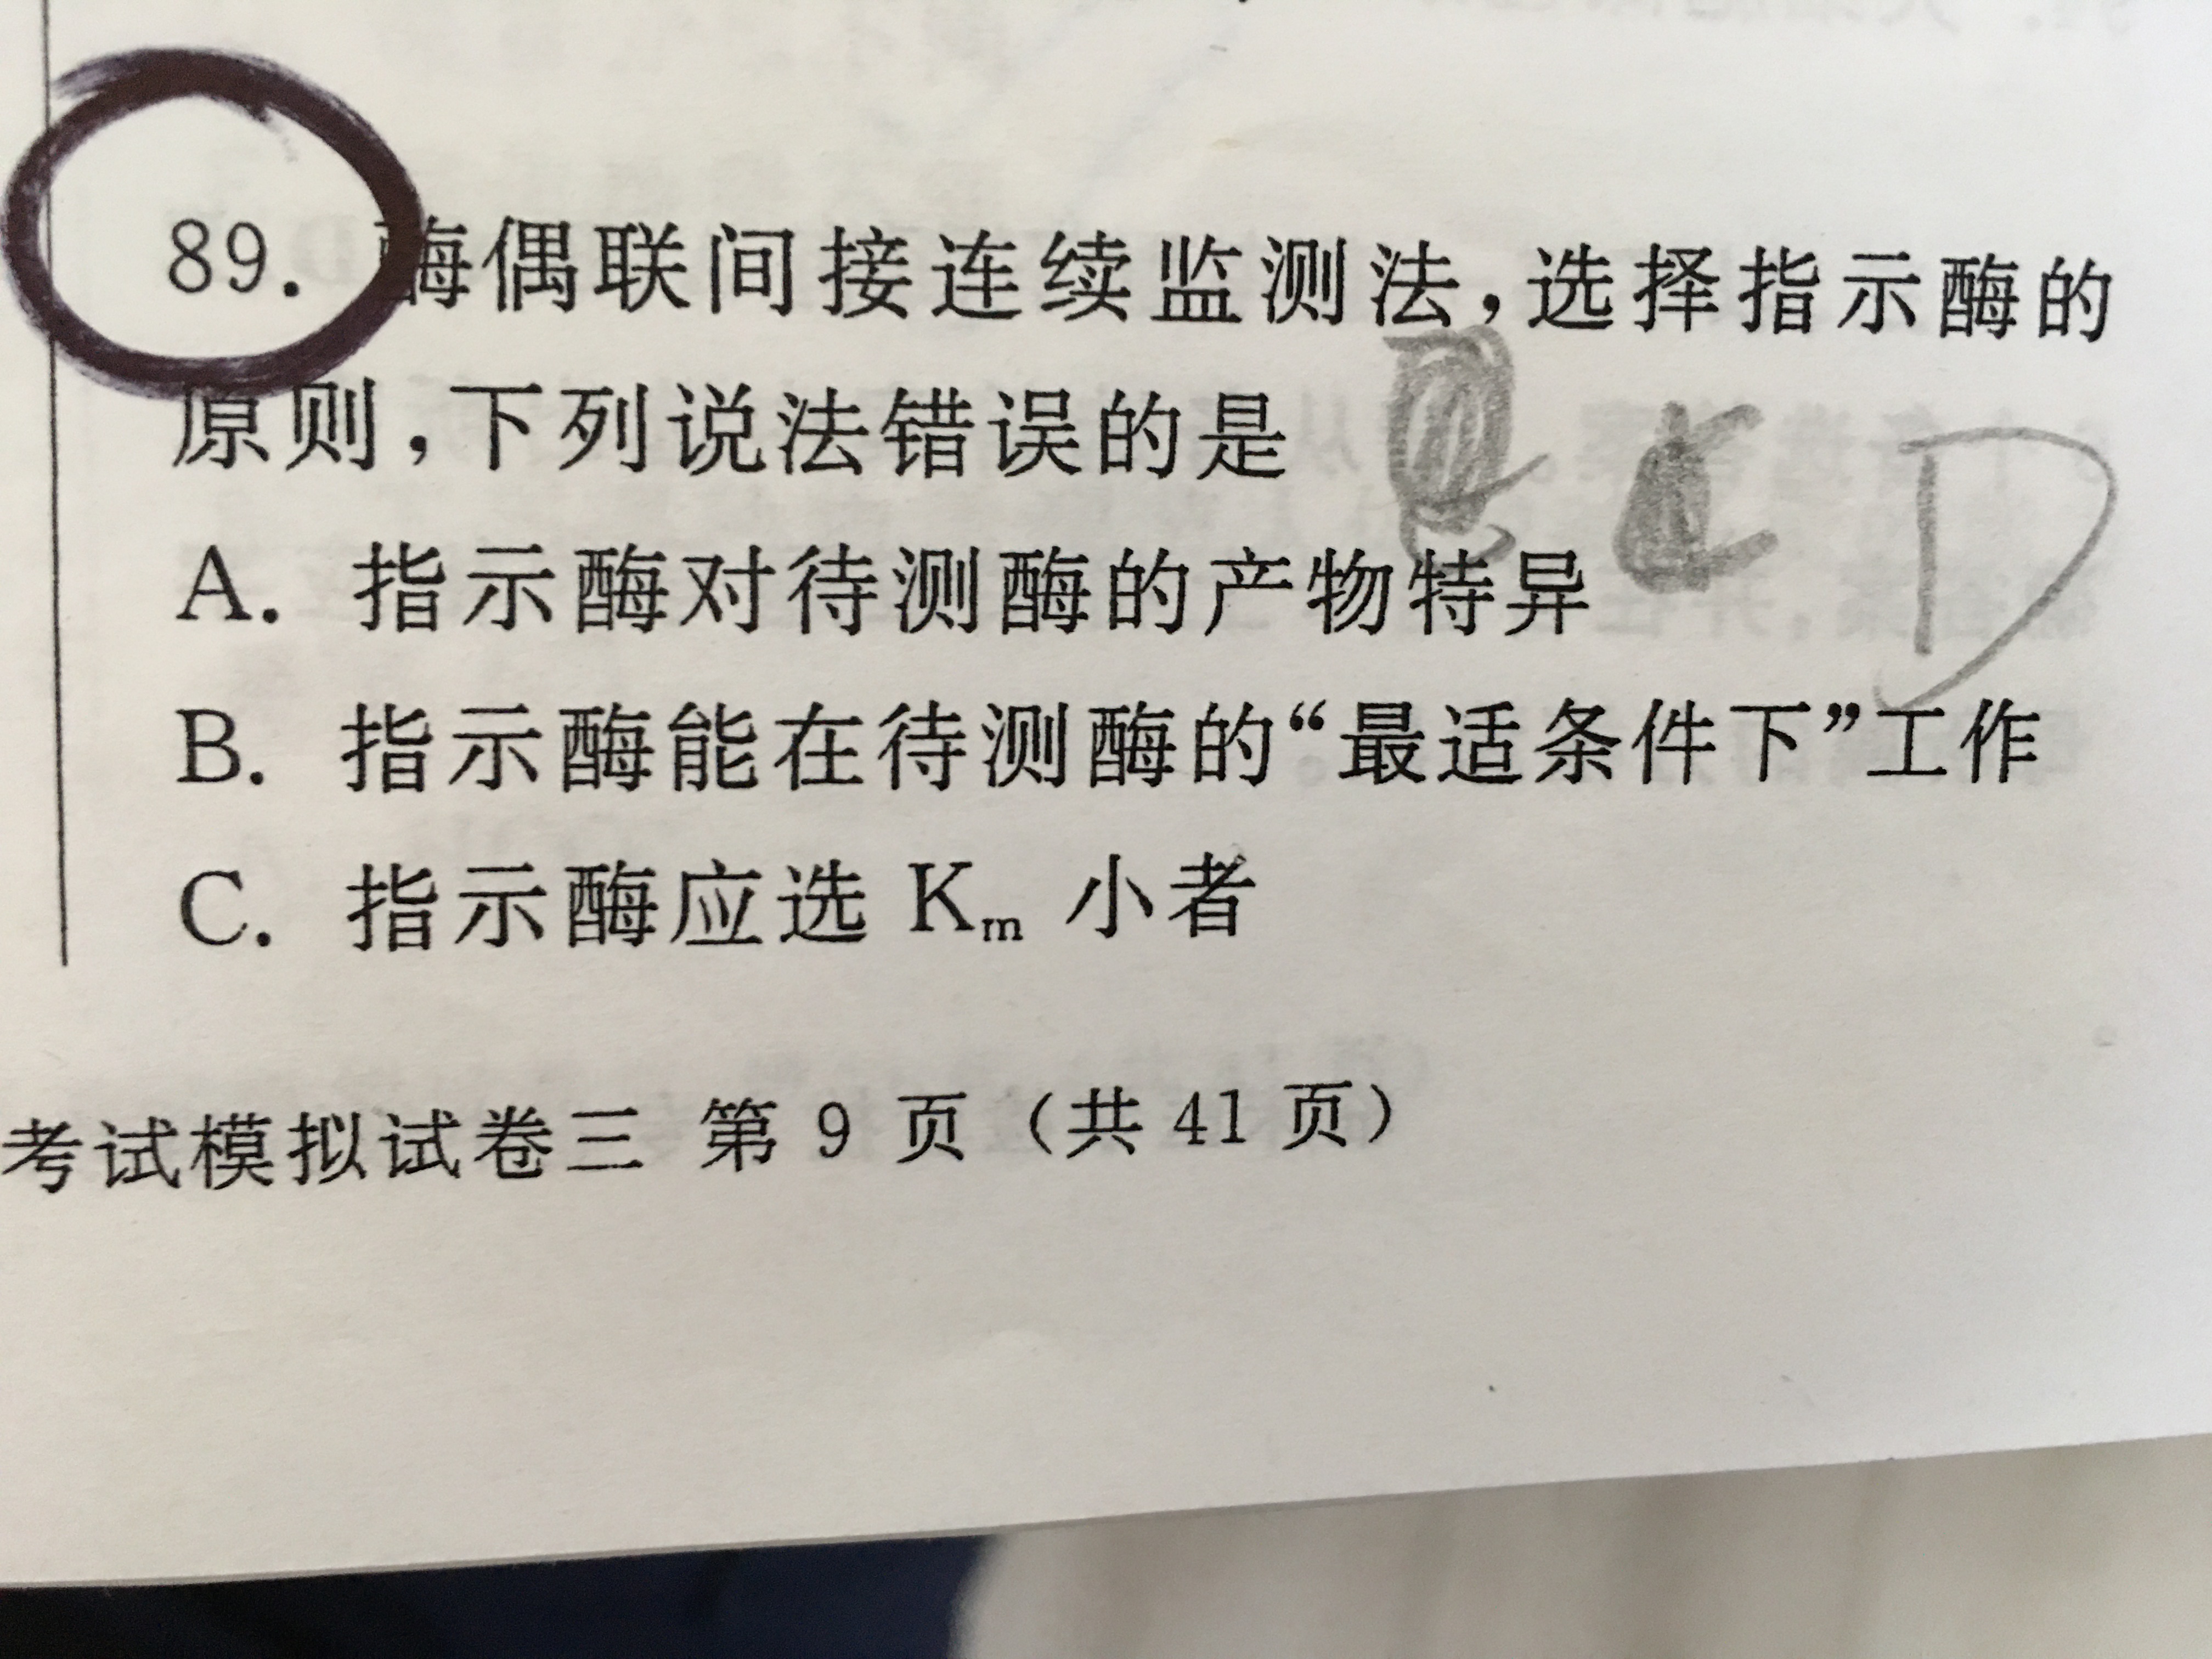 89. 酶偶联间接连续监测法，选择指示酶的
原则，下列说法错误的是
A. 指示酶对待测酶的产物特异
D
B. 指示酶能在待测酶的“最适条件下”工作
C. 指示酶应选 Km 小者
考试模拟试卷三 第 9 页（共 41 页）